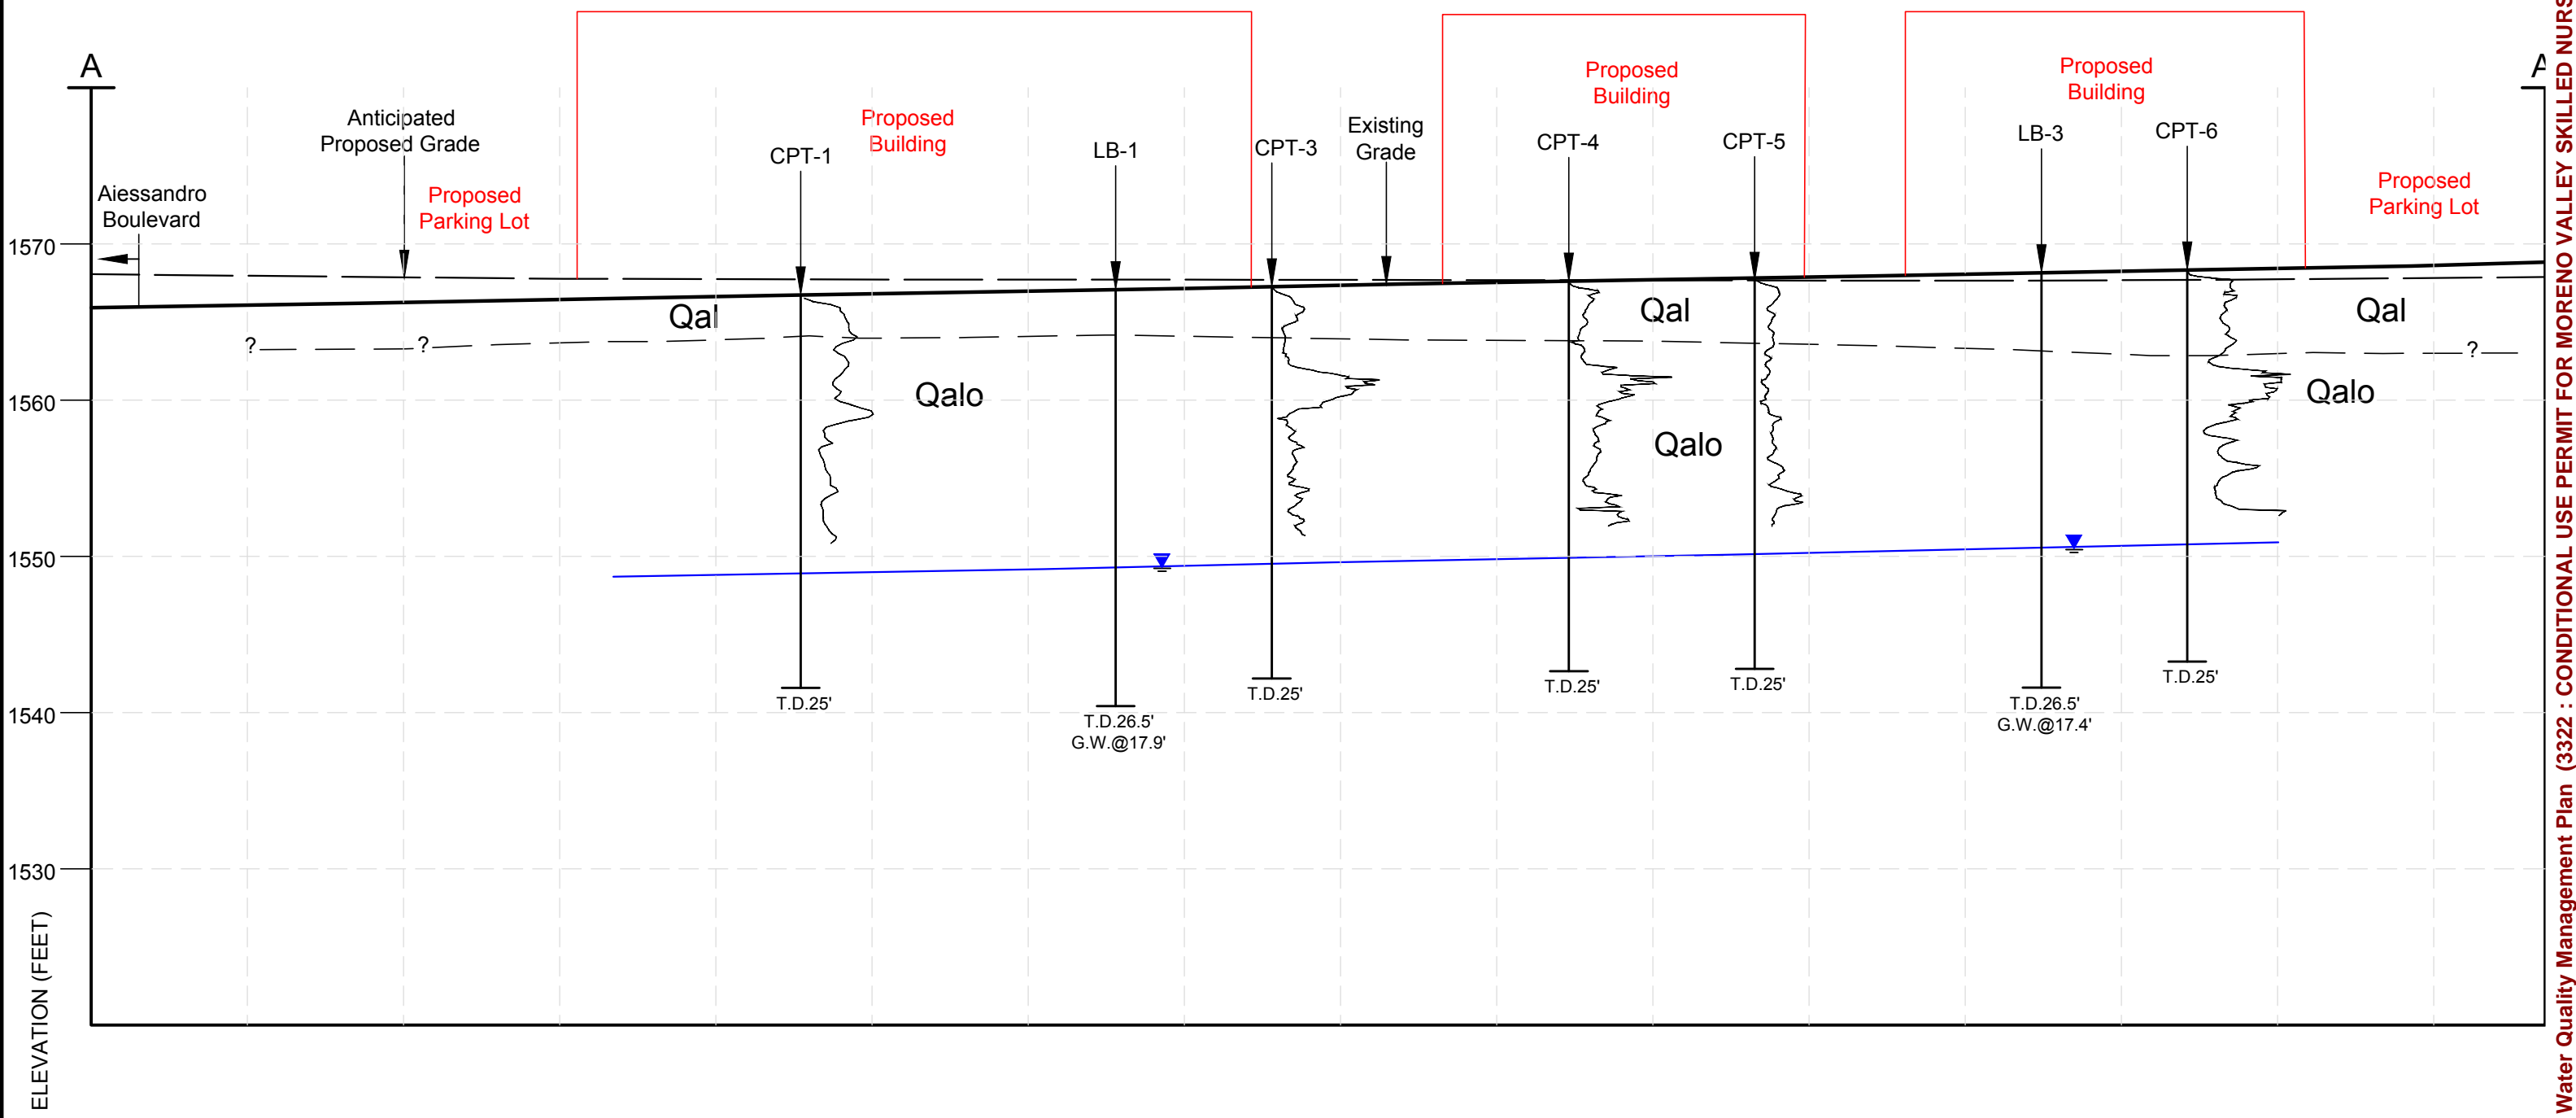 A
A
Anticipated
Proposed Grade
Aiessandro
Boulevard
Proposed
Parking Lot
CPT-1
Proposed
Building
LB-1
CPT-3
Existing
Grade
Proposed
Building
CPT-4
CPT-5
Proposed
Building
LB-3
CPT-6
Proposed
Parking Lot
1570
1560
1550
1540
1530
ELEVATION (FEET)
Qal
Qal
Qal
?
?
?
Qalo
Qalo
Qalo
T.D.25'
T.D.26.5'
G.W.@17.9'
T.D.25'
T.D.25'
T.D.25'
T.D.26.5'
G.W.@17.4'
T.D.25'
Water Quality Management Plan (3322 : CONDITIONAL USE PERMIT FOR MORENO VALLEY SKILLED NURS